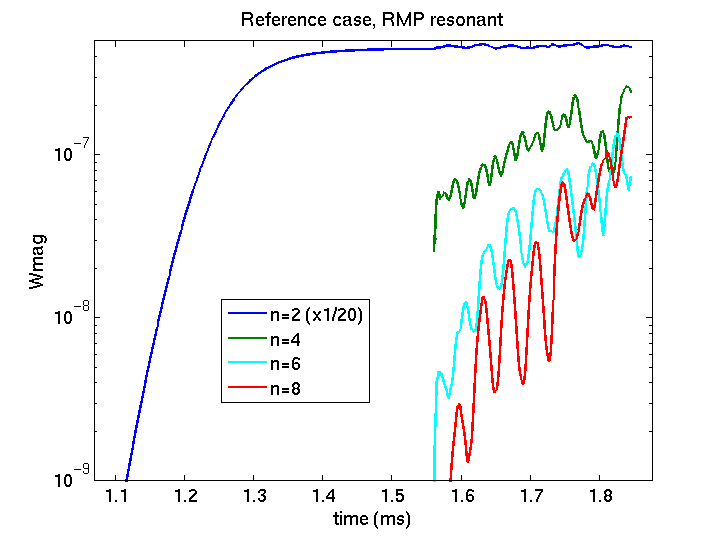 Reference case, RMP resonant
Wmag
10^-7
10^-8
10^-9
n=2 (x1/20)
n=4
n=6
n=8
1.1 1.2 1.3 1.4 1.5 1.6 1.7 1.8
time (ms)